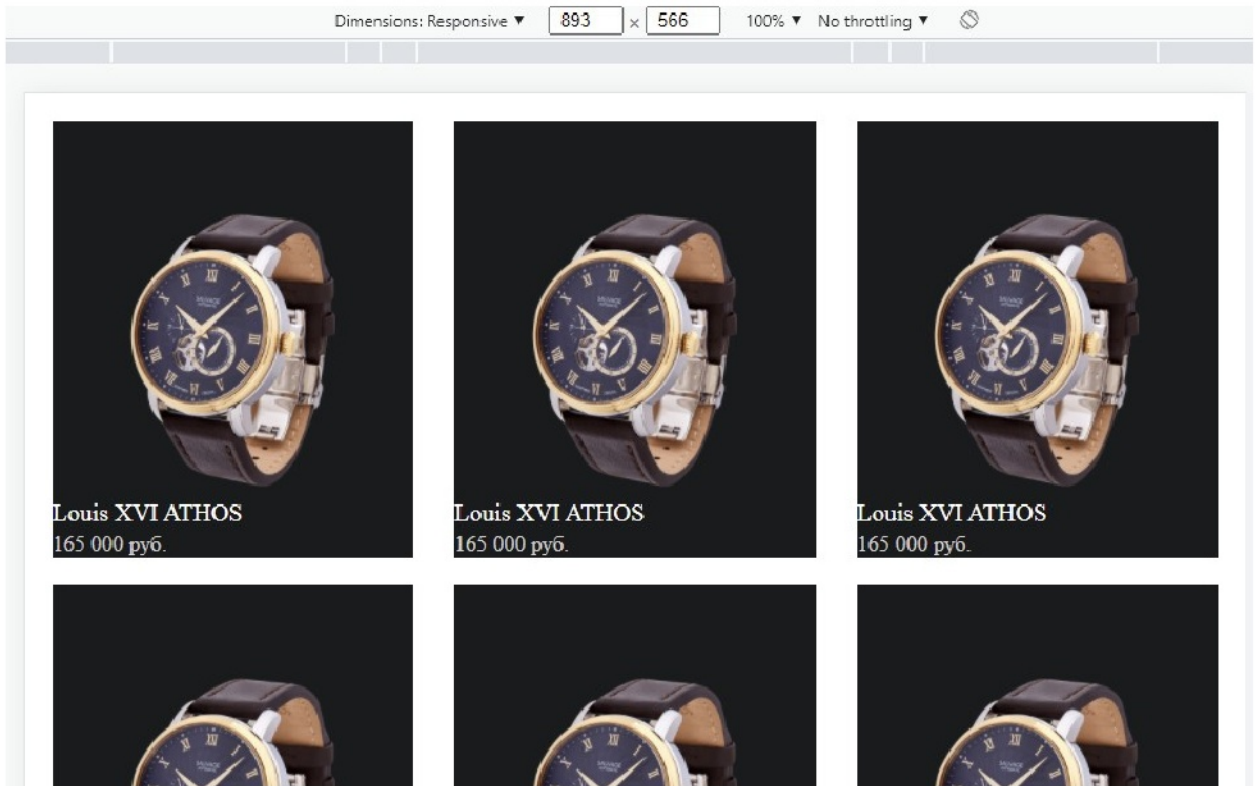 Dimensions: Responsive ▼ 893 × 566 100% ▼ No throttling ▼
Louis XVI ATHOS
165 000 руб.
Louis XVI ATHOS
165 000 руб.
Louis XVI ATHOS
165 000 руб.